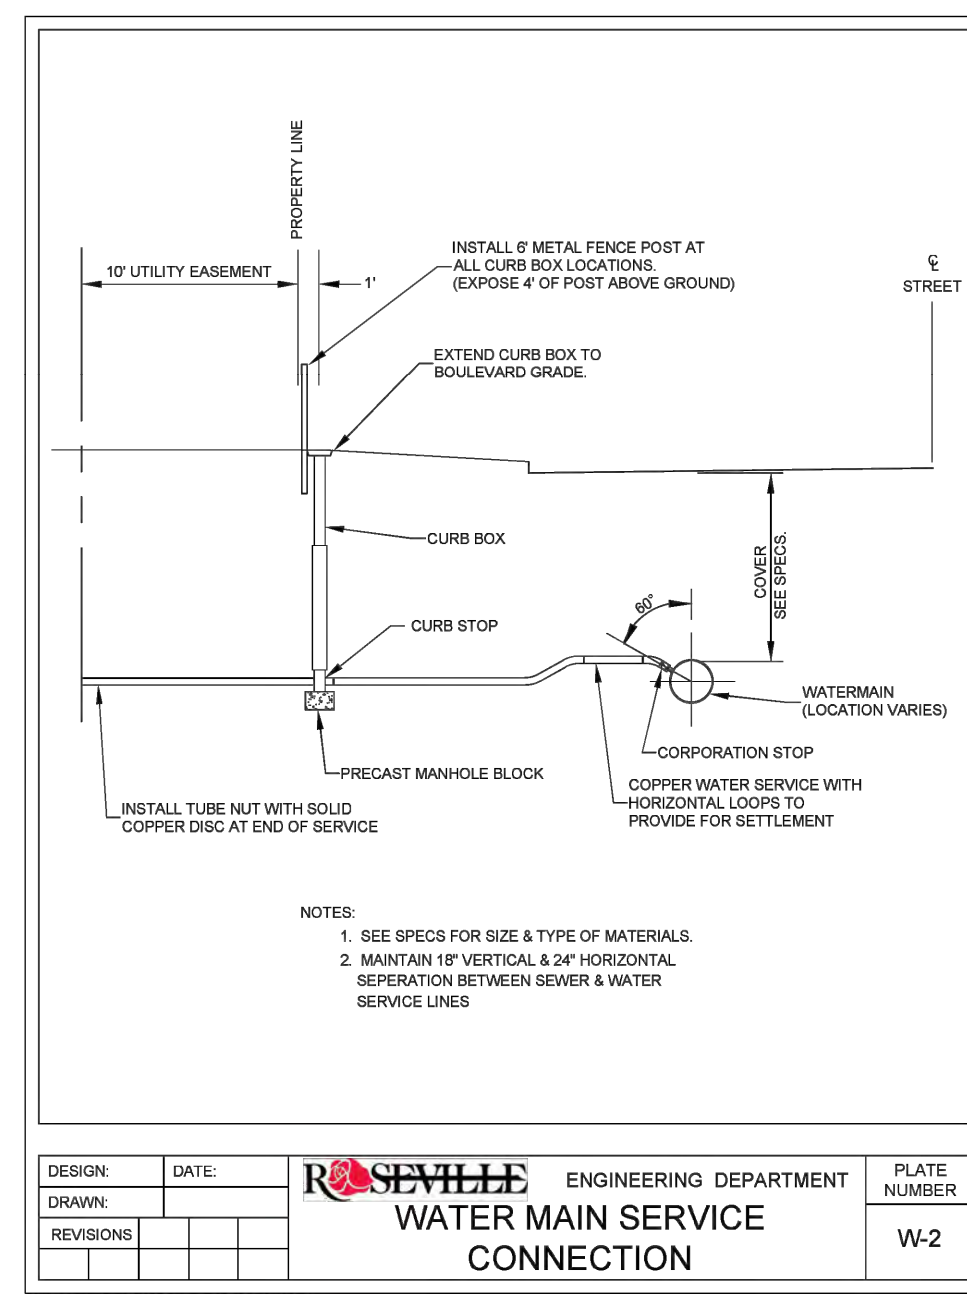 PROPERTY LINE
INSTALL 6' METAL FENCE POST AT
ALL CURB BOX LOCATIONS.
(EXPOSE 4' OF POST ABOVE GROUND)
10' UTILITY EASEMENT
1'
℄
STREET
EXTEND CURB BOX TO
BOULEVARD GRADE.
CURB BOX
COVER
SEE SPECS.
60°
CURB STOP
WATERMAIN
(LOCATION VARIES)
CORPORATION STOP
PRECAST MANHOLE BLOCK
COPPER WATER SERVICE WITH
HORIZONTAL LOOPS TO
PROVIDE FOR SETTLEMENT
INSTALL TUBE NUT WITH SOLID
COPPER DISC AT END OF SERVICE
NOTES:
1. SEE SPECS FOR SIZE & TYPE OF MATERIALS.
2. MAINTAIN 18" VERTICAL & 24" HORIZONTAL
SEPERATION BETWEEN SEWER & WATER
SERVICE LINES
DESIGN:
DATE:
DRAWN:
REVISIONS
ROSEVILLE
ENGINEERING DEPARTMENT
WATER MAIN SERVICE
CONNECTION
PLATE
NUMBER
W-2